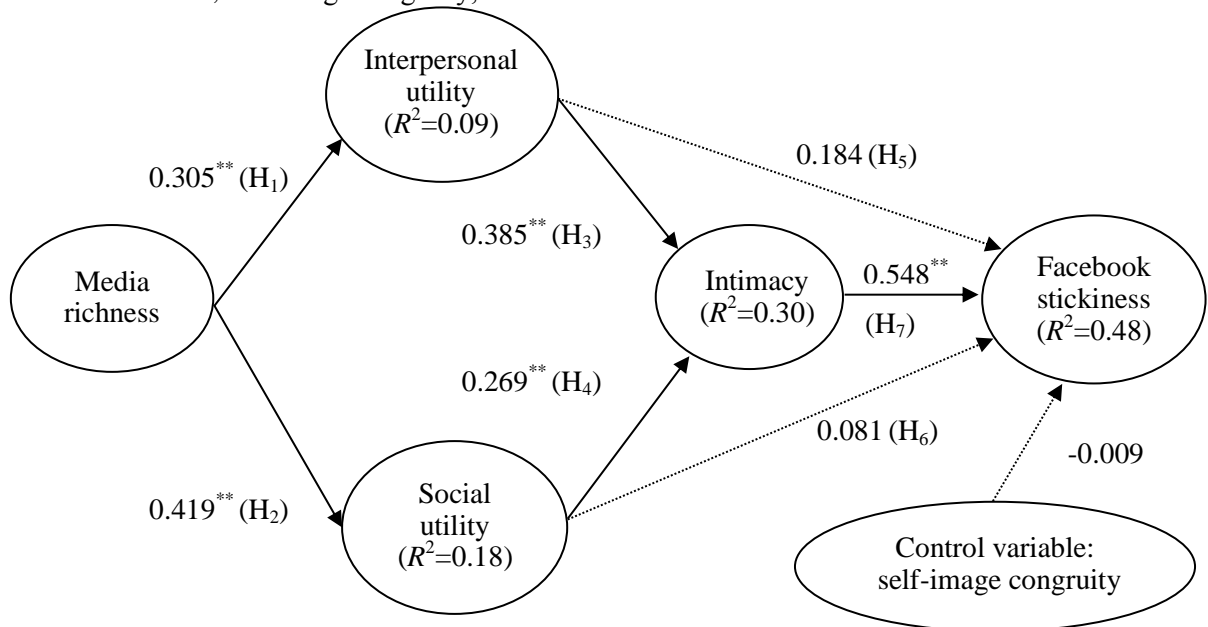 Interpersonal
utility
(R²=0.09)
0.305** (H₁)
0.184 (H₅)
0.385** (H₃)
Media
richness
Intimacy
(R²=0.30)
0.548**
(H₇)
Facebook
stickiness
(R²=0.48)
0.269** (H₄)
0.081 (H₆)
0.419** (H₂)
Social
utility
(R²=0.18)
-0.009
Control variable:
self-image congruity